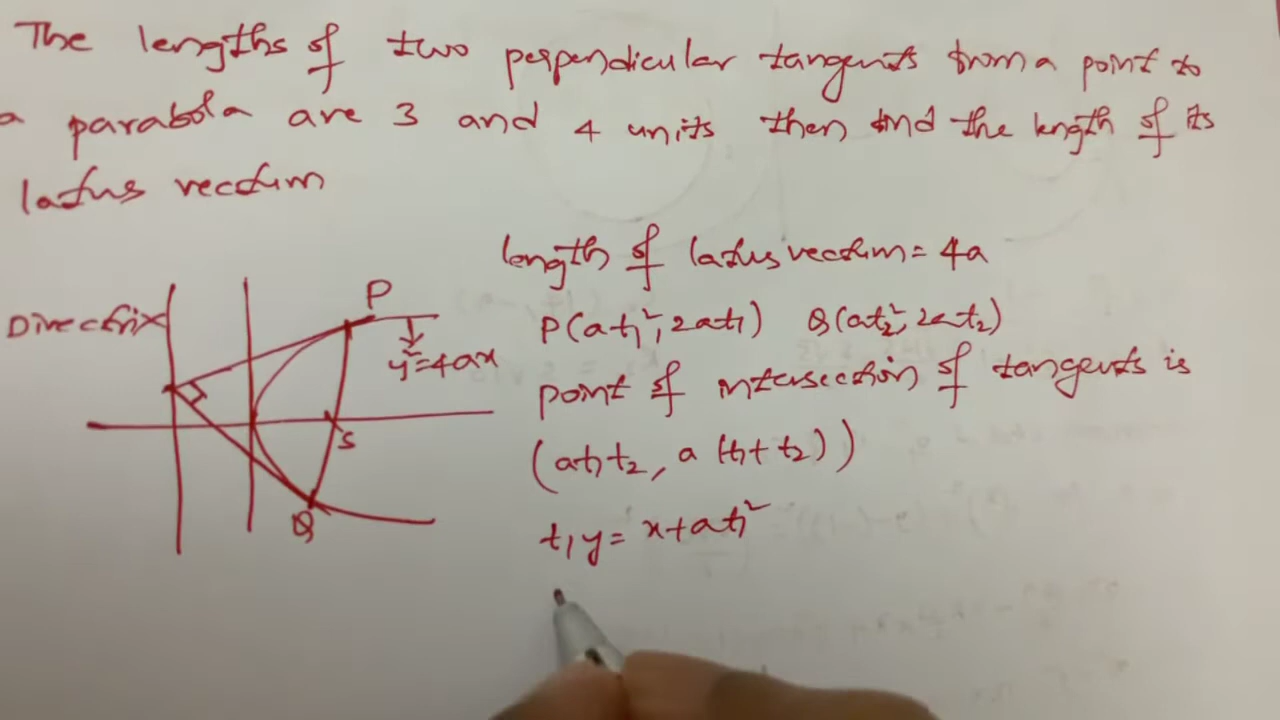 The lengths of two perpendicular tangents from a point to
a parabola are 3 and 4 units then find the length of its
latus rectum
length of latus rectum = 4a
Directrix
P
P(at₁², 2at₁) Q(at₂², 2at₂)
y²=4ax
point of intersection of tangents is
S
(at₁t₂, a(t₁+t₂))
Q
t₁y = x+at₁²